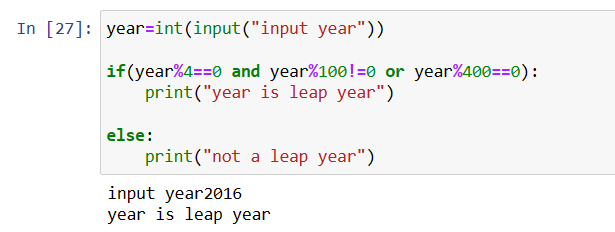 In [27]: year=int(input("input year"))
if(year%4==0 and year%100!=0 or year%400==0):
    print("year is leap year")
else:
    print("not a leap year")
input year2016
year is leap year